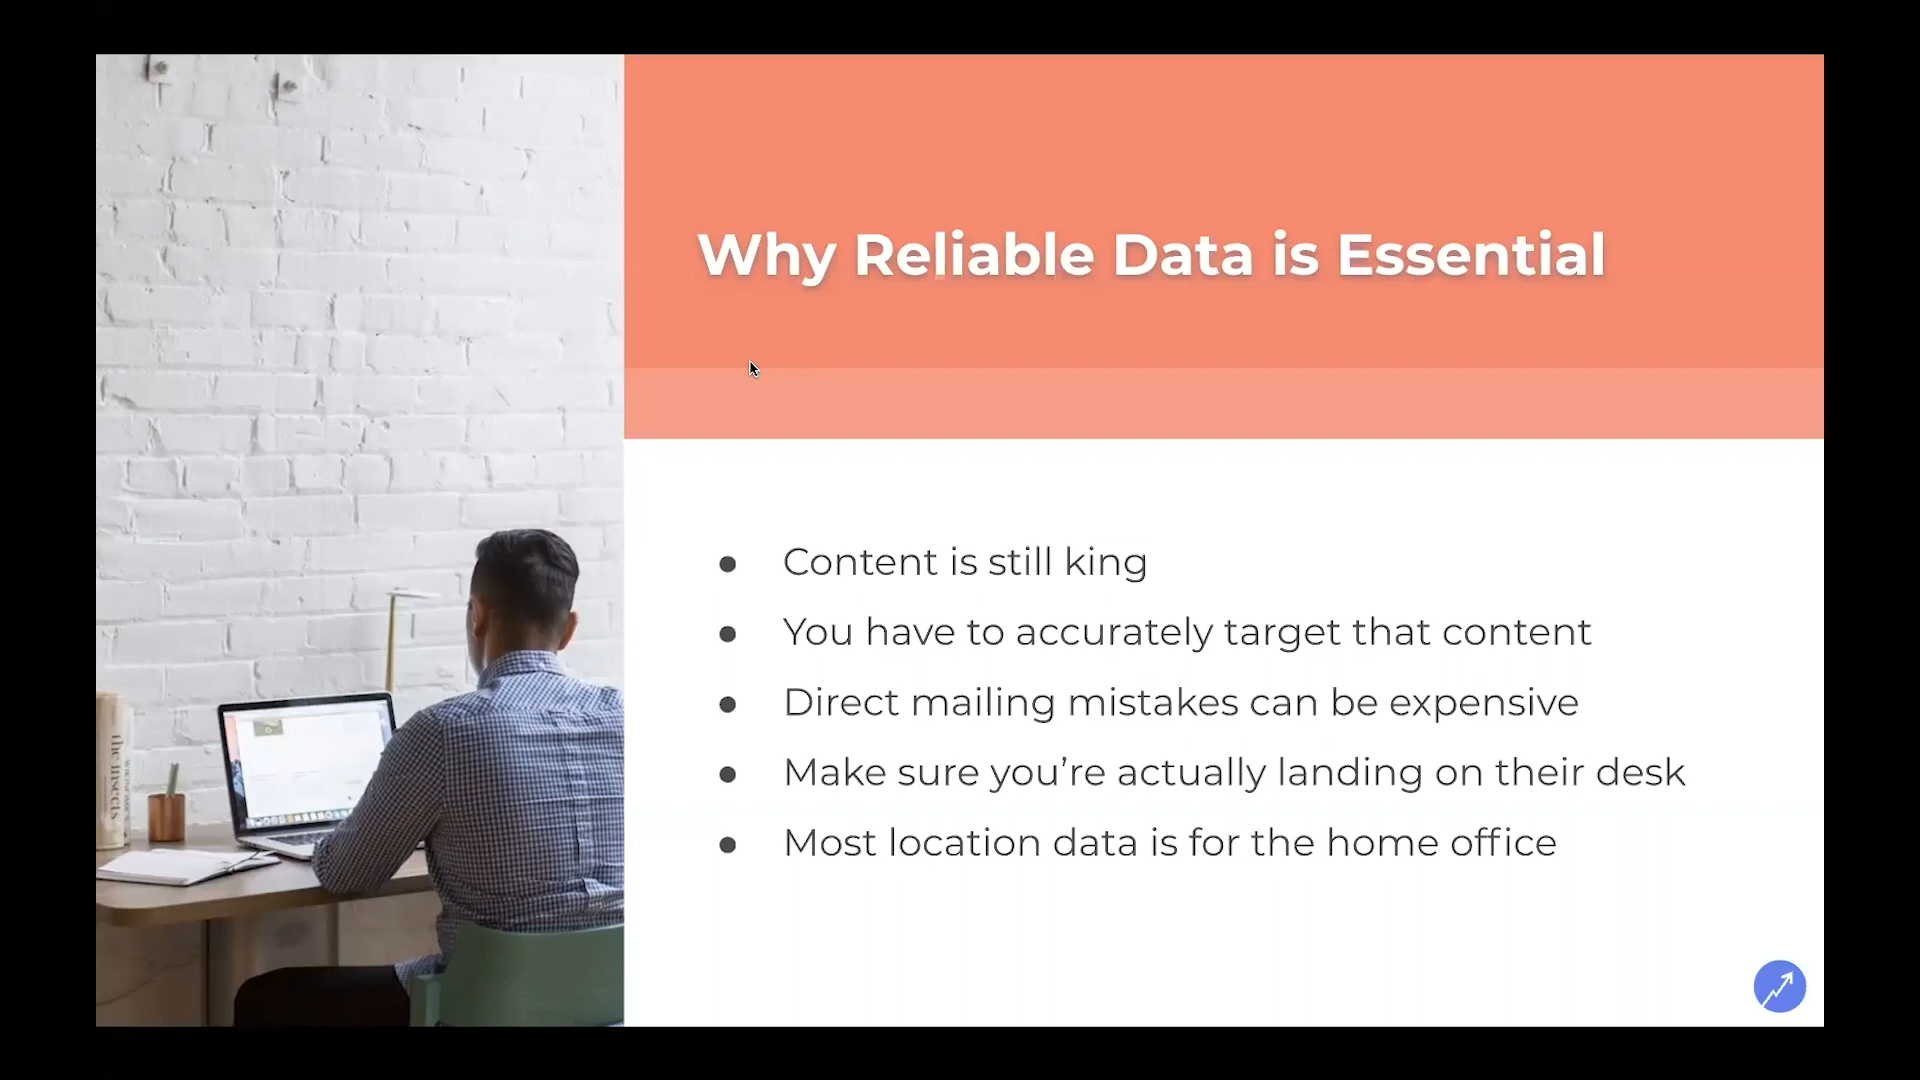 Why Reliable Data is Essential
Content is still king
You have to accurately target that content
Direct mailing mistakes can be expensive
Make sure you’re actually landing on their desk
Most location data is for the home office
the insects